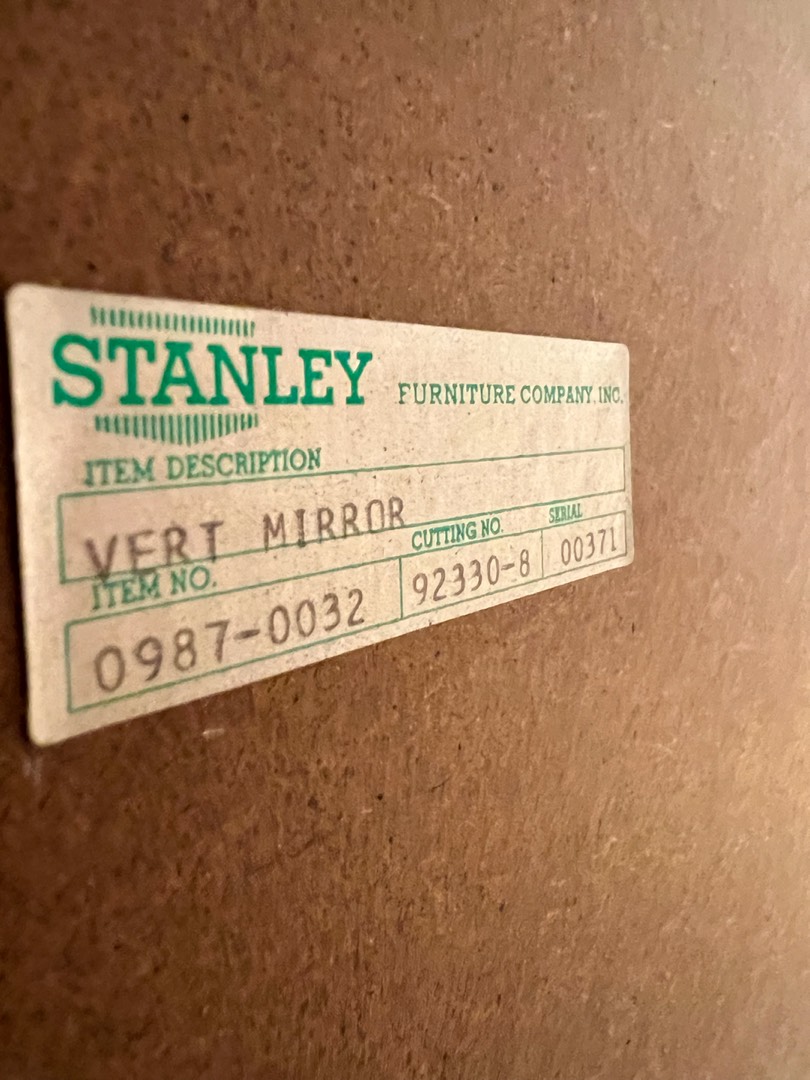 STANLEY FURNITURE COMPANY, INC.
ITEM DESCRIPTION
VERT MIRROR
ITEM NO. CUTTING NO. SERIAL
0987-0032 92330-8 00371